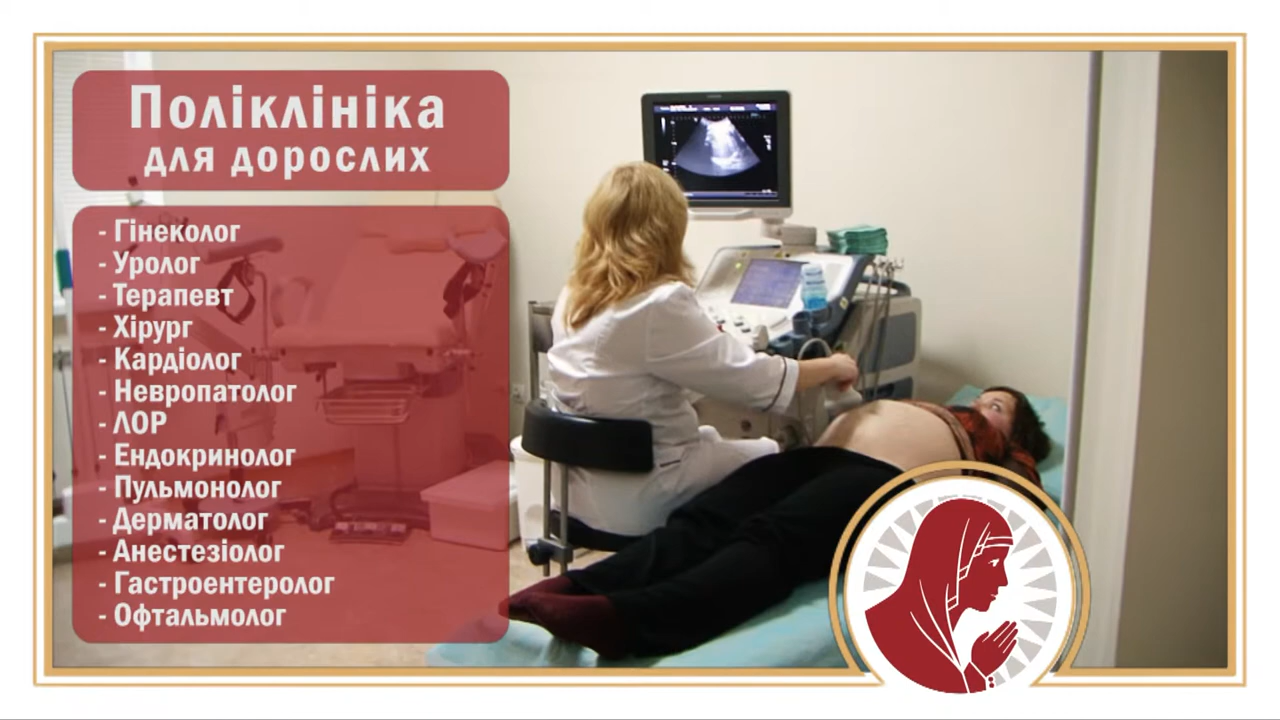 Поліклініка
для дорослих
- Гінеколог
- Уролог
- Терапевт
- Хірург
- Кардіолог
- Невропатолог
- ЛОР
- Ендокринолог
- Пульмонолог
- Дерматолог
- Анестезіолог
- Гастроентеролог
- Офтальмолог